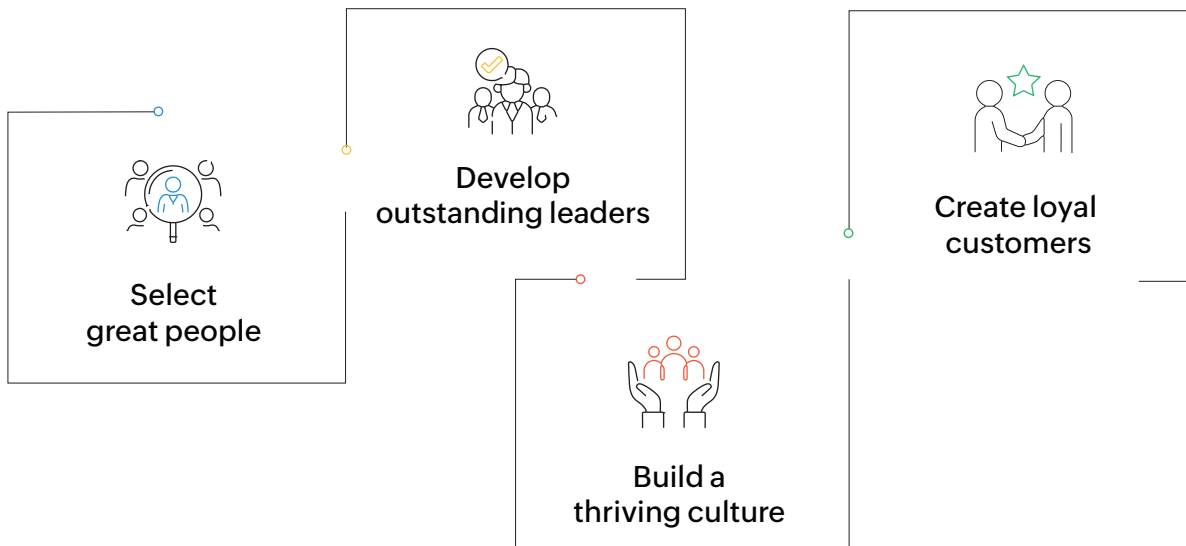 Select
great people
Develop
outstanding leaders
Build a
thriving culture
Create loyal
customers